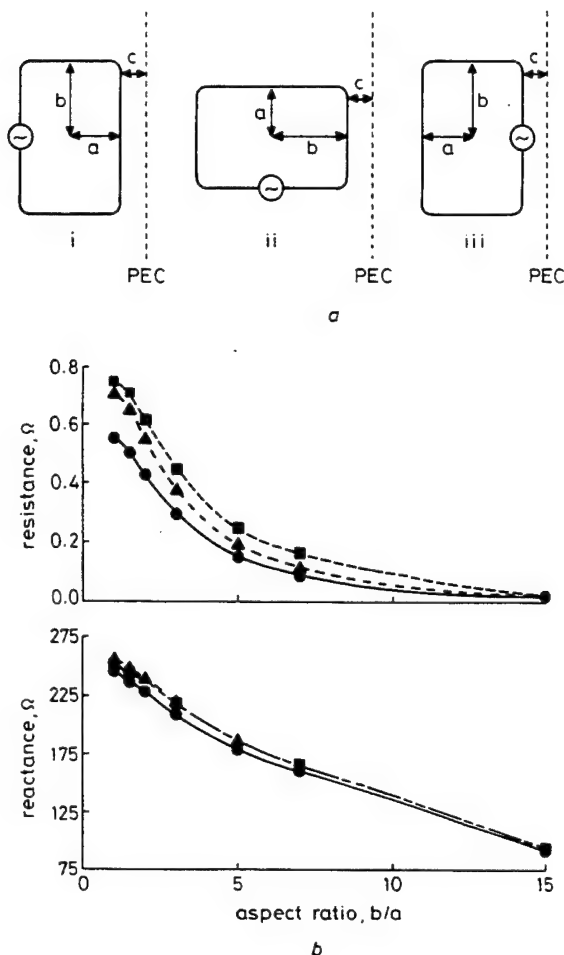 c
c
c
b
a
a
b
b
a
~
~
~
i
ii
iii
PEC
PEC
PEC
a
0.8
0.6
0.4
0.2
0.0
resistance, Ω
275
225
175
125
75
reactance, Ω
0
5
10
15
aspect ratio, b/a
b